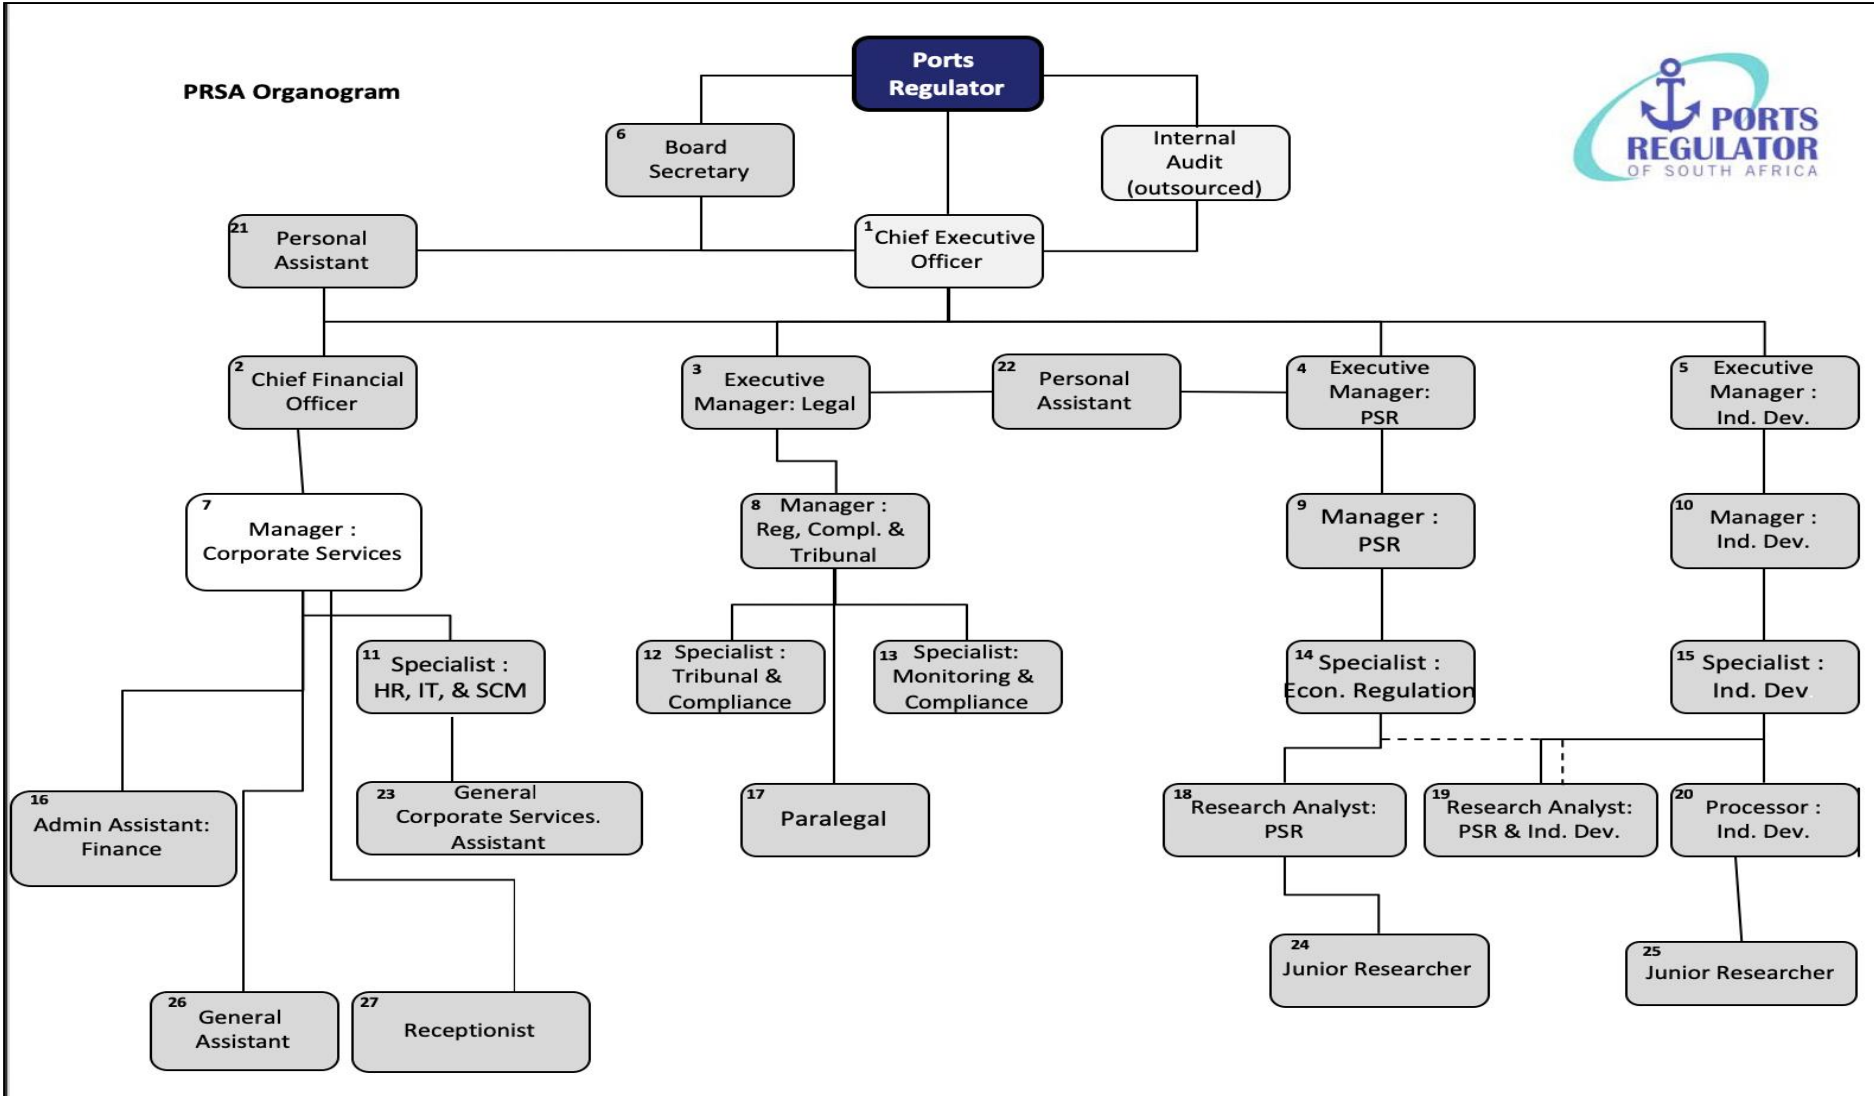 PRSA Organogram
Ports
Regulator
PORTS
REGULATOR
OF SOUTH AFRICA
6
Board
Secretary
Internal
Audit
(outsourced)
21
Personal
Assistant
1
Chief Executive
Officer
2
Chief Financial
Officer
3
Executive
Manager: Legal
22
Personal
Assistant
4
Executive
Manager:
PSR
5
Executive
Manager :
Ind. Dev.
7
Manager :
Corporate Services
8
Manager :
Reg, Compl. &
Tribunal
9
Manager :
PSR
10
Manager :
Ind. Dev.
11
Specialist :
HR, IT, & SCM
12
Specialist :
Tribunal &
Compliance
13
Specialist:
Monitoring &
Compliance
14
Specialist :
Econ. Regulation
15
Specialist :
Ind. Dev
16
Admin Assistant:
Finance
23
General
Corporate Services.
Assistant
17
Paralegal
18
Research Analyst:
PSR
19
Research Analyst:
PSR & Ind. Dev.
20
Processor :
Ind. Dev.
24
Junior Researcher
25
Junior Researcher
26
General
Assistant
27
Receptionist